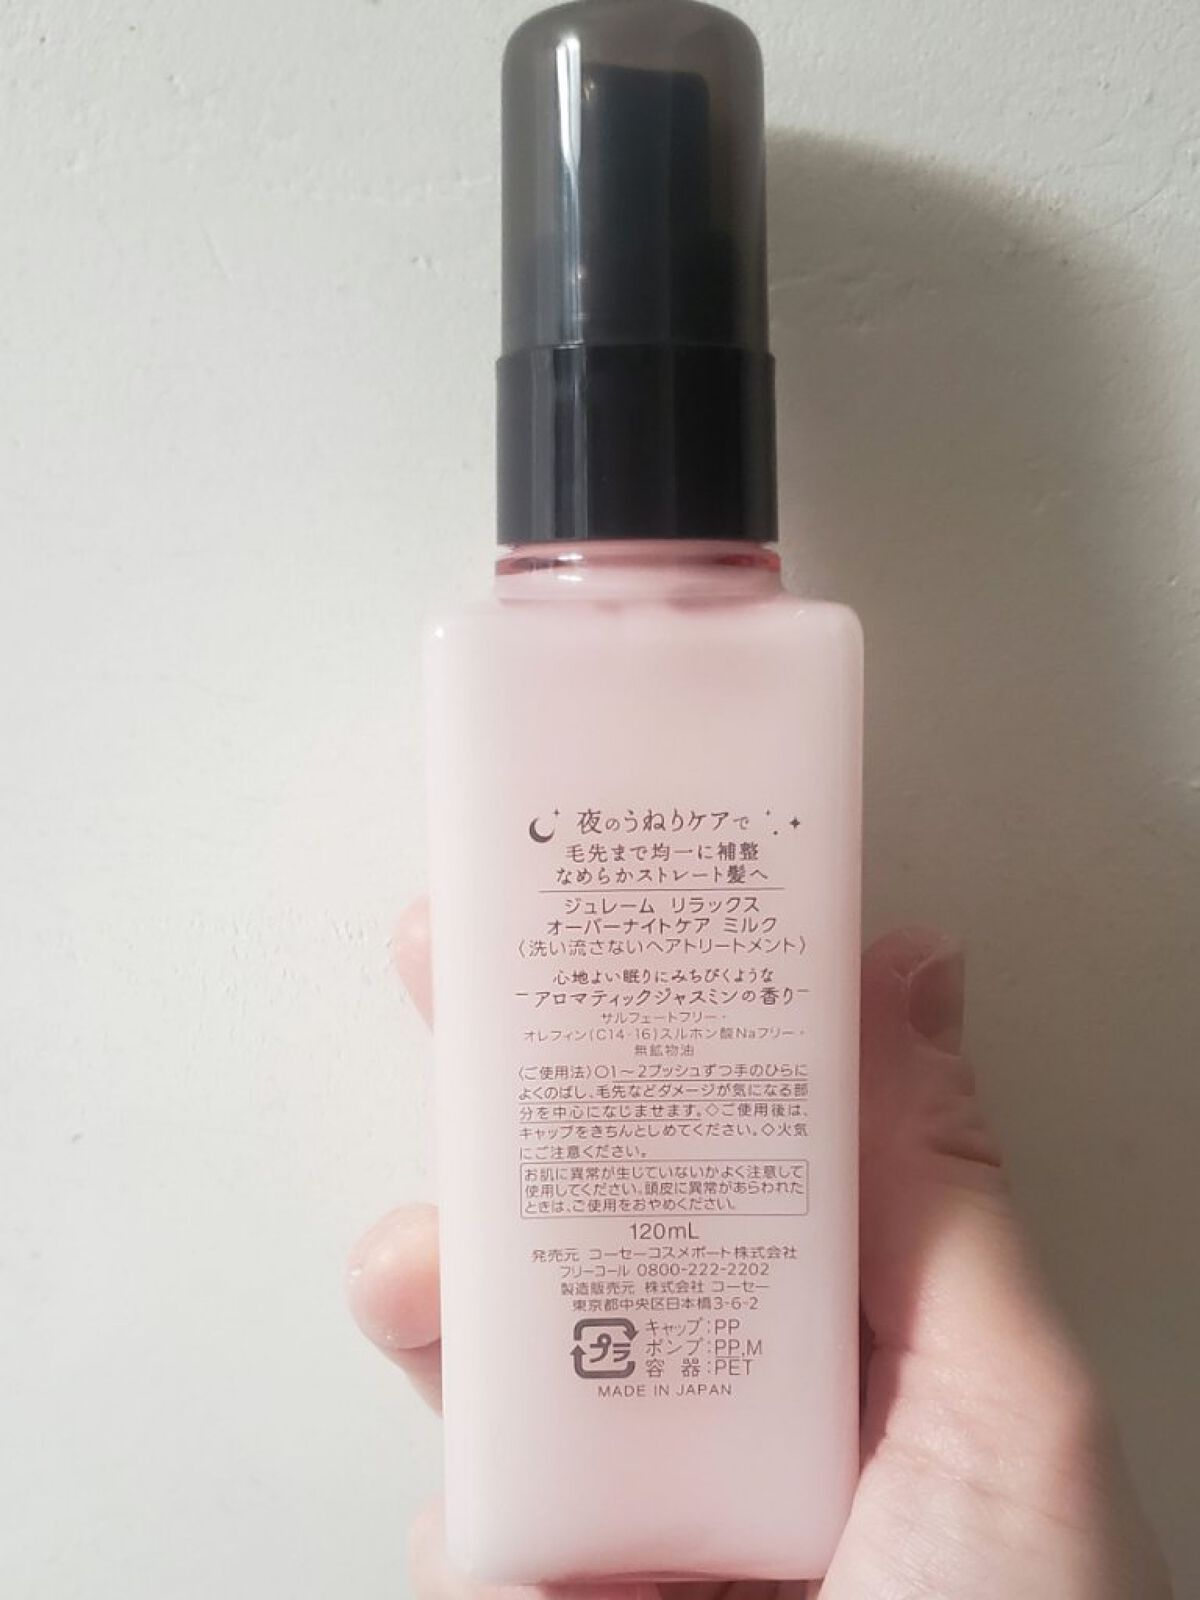 夜のうねりケアで
毛先まで均一に補整
なめらかストレート髪へ
ジュレーム リラックス
オーバーナイトケア ミルク
〈洗い流さないヘアトリートメント〉
心地よい眠りにみちびくような
アロマティックジャスミンの香り
サルフェートフリー・
オレフィン(C14-16)スルホン酸Naフリー・
無鉱物油
〈ご使用法〉○1〜2プッシュずつ手のひらに
よくのばし、毛先などダメージが気になる部
分を中心になじませます。◇ご使用後は、
キャップをきちんとしめてください。◇火気
にご注意ください。
お肌に異常が生じていないかよく注意して
使用してください。頭皮に異常があらわれた
ときは、ご使用をおやめください。
120mL
発売元 コーセーコスメポート株式会社
フリーコール 0800-222-2202
製造販売元 株式会社 コーセー
東京都中央区日本橋3-6-2
プラ
キャップ:PP
ポンプ:PP,M
容 器:PET
MADE IN JAPAN